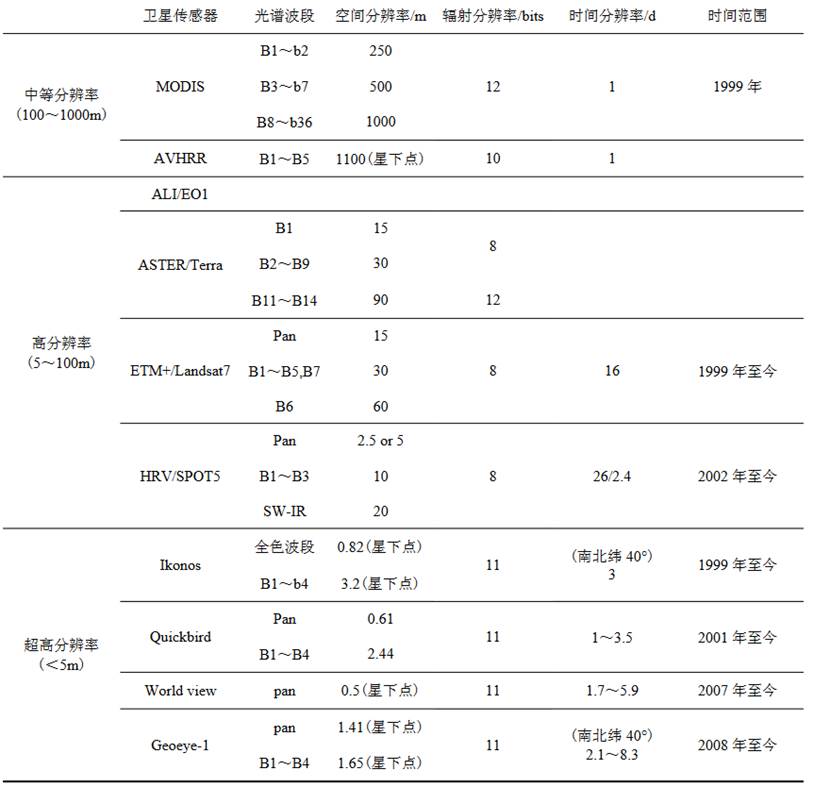 卫星传感器 光谱波段 空间分辨率/m 辐射分辨率/bits 时间分辨率/d 时间范围
中等分辨率
(100～1000m)
MODIS
B1～b2 250
B3～b7 500 12 1 1999 年
B8～b36 1000
AVHRR B1～B5 1100(星下点) 10 1
高分辨率
(5～100m)
ALI/EO1
ASTER/Terra
B1 15
8
B2～B9 30
B11～B14 90 12
ETM+/Landsat7
Pan 15
B1～B5,B7 30 8 16 1999 年至今
B6 60
HRV/SPOT5
Pan 2.5 or 5
B1～B3 10 8 26/2.4 2002 年至今
SW-IR 20
超高分辨率
(＜5m)
Ikonos
全色波段 0.82(星下点)
B1～b4 3.2(星下点)
11
(南北纬 40°)
3
1999 年至今
Quickbird
Pan 0.61
B1～B4 2.44
11 1～3.5 2001 年至今
World view pan 0.5(星下点) 11 1.7～5.9 2007 年至今
Geoeye-1
pan 1.41(星下点)
B1～B4 1.65(星下点)
11
(南北纬 40°)
2.1～8.3
2008 年至今